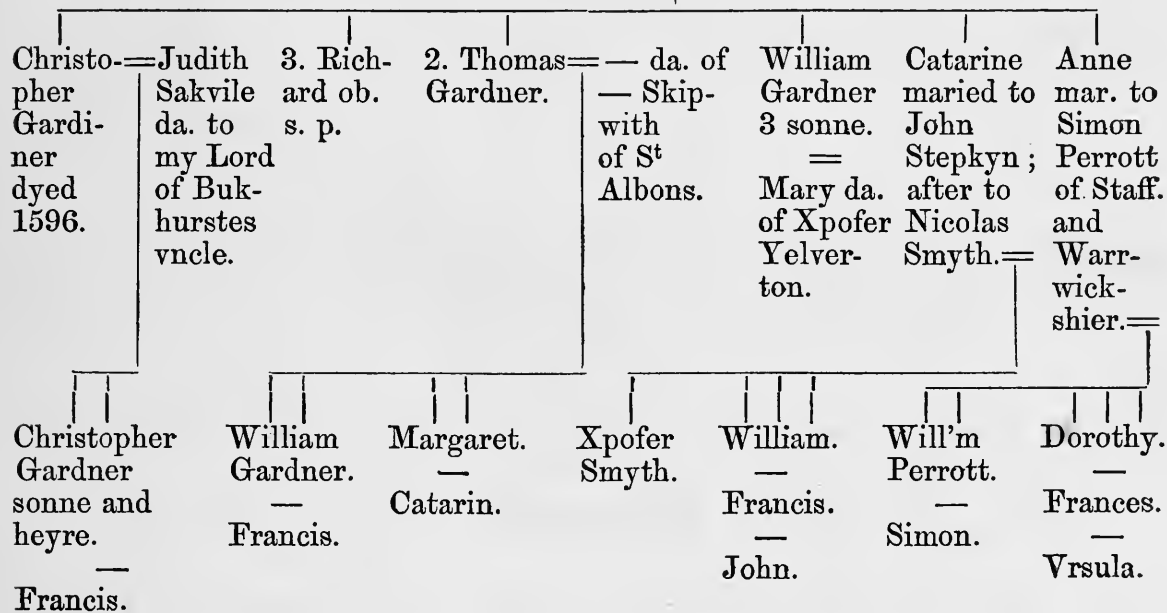 Christo-
pher
Gardi-
ner
dyed
1596.
=Judith
Sakvile
da. to
my Lord
of Buk-
hurstes
vncle.
3. Rich-
ard ob.
s. p.
2. Thomas=
Gardner.
— da. of
— Skip-
with
of St
Albons.
William
Gardner
3 sonne.
=
Mary da.
of Xpofer
Yelver-
ton.
Catarine
maried to
John
Stepkyn ;
after to
Nicolas
Smyth.=
Anne
mar. to
Simon
Perrott
of Staff.
and
Warr-
wick-
shier.=
Christopher
Gardner
sonne and
heyre.
—
Francis.
William
Gardner.
—
Francis.
Margaret.
—
Catarin.
Xpofer
Smyth.
William.
—
Francis.
—
John.
Will'm
Perrott.
—
Simon.
Dorothy.
—
Frances.
—
Vrsula.